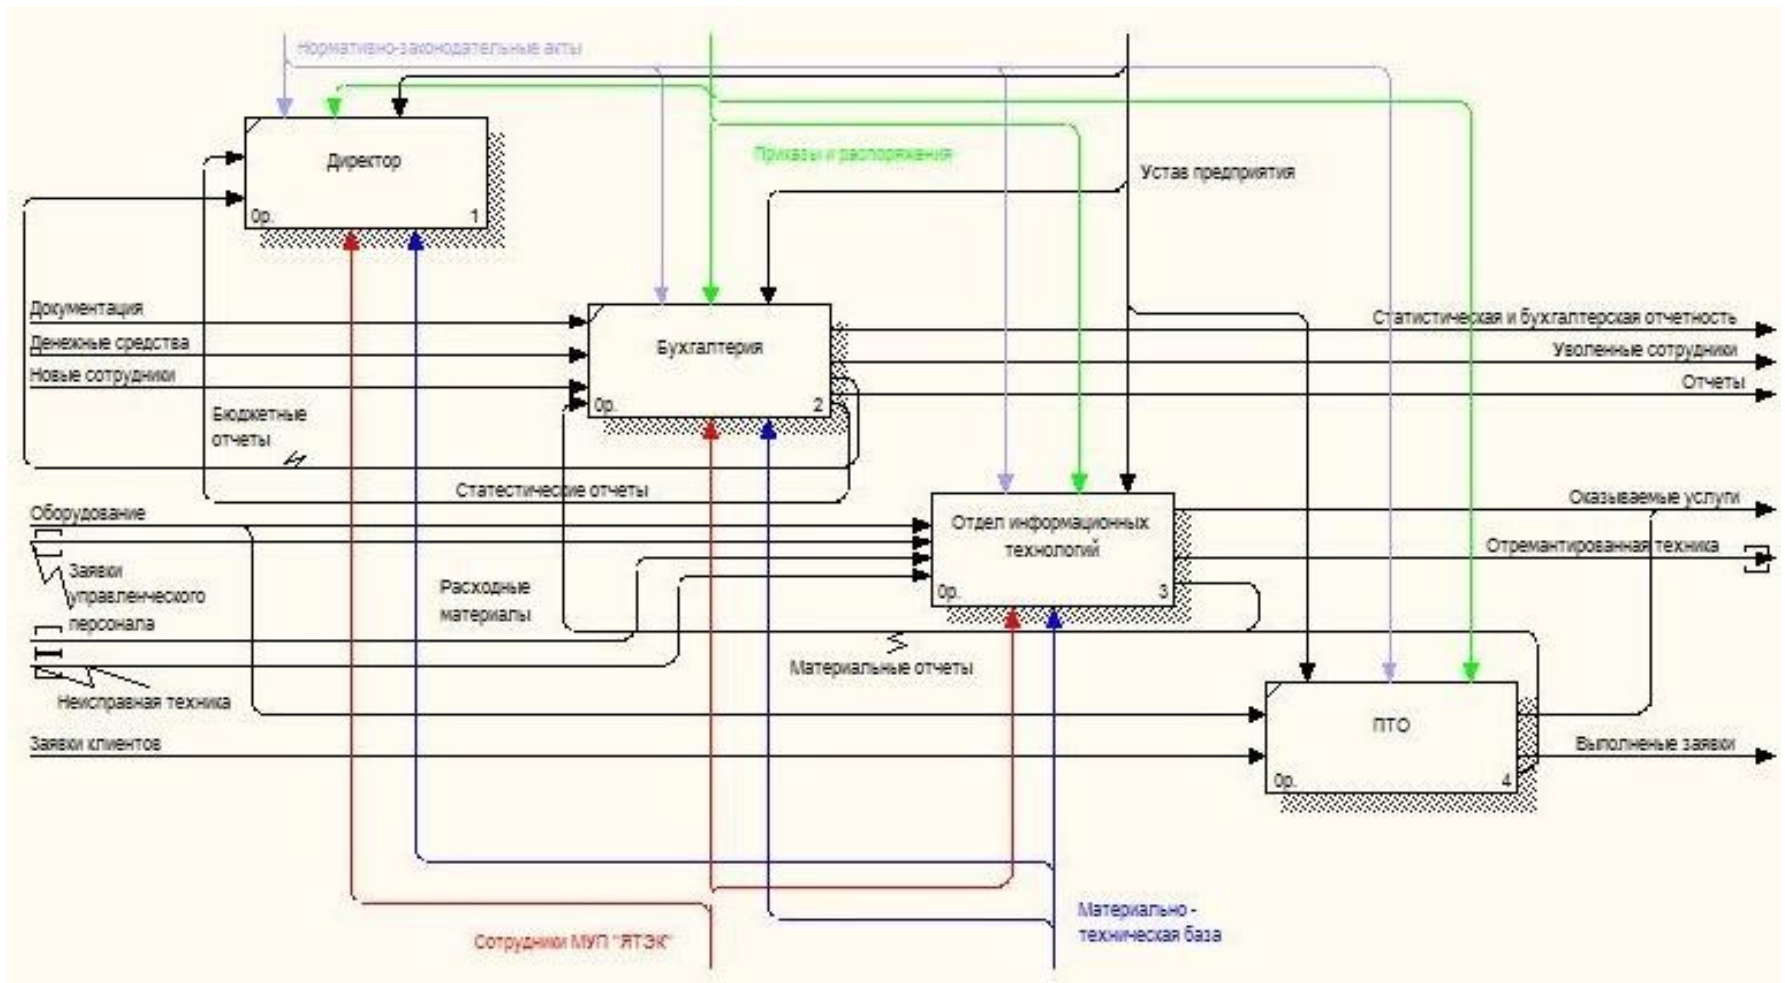 Нормативно-законодательные акты
Приказы и распоряжения
Устав предприятия
Директор
0р.
1
Документация
Денежные средства
Новые сотрудники
Бухгалтерия
0р.
2
Статистическая и бухгалтерская отчетность
Уволенные сотрудники
Отчеты
Бюджетные
отчеты
Статестические отчеты
Оборудование
Отдел информационных
технологий
0р.
3
Оказываемые услуги
Отремантированная техника
Заявки
управленческого
персонала
Расходные
материалы
Материальные отчеты
Неисправная техника
Заявки клиентов
ПТО
0р.
4
Выполненые заявки
Сотрудники МУП "ЯТЭК"
Материально -
техническая база